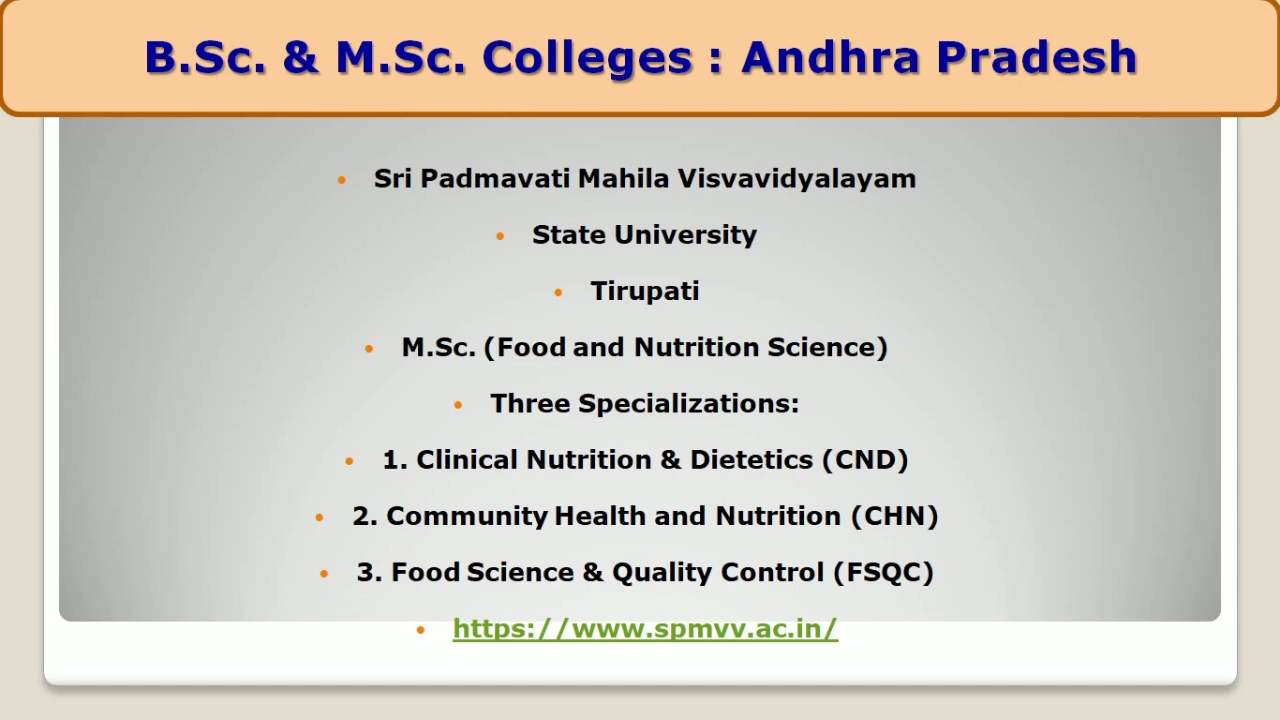 B.Sc. & M.Sc. Colleges : Andhra Pradesh
• Sri Padmavati Mahila Visvavidyalayam
• State University
• Tirupati
• M.Sc. (Food and Nutrition Science)
• Three Specializations:
• 1. Clinical Nutrition & Dietetics (CND)
• 2. Community Health and Nutrition (CHN)
• 3. Food Science & Quality Control (FSQC)
• https://www.spmvv.ac.in/